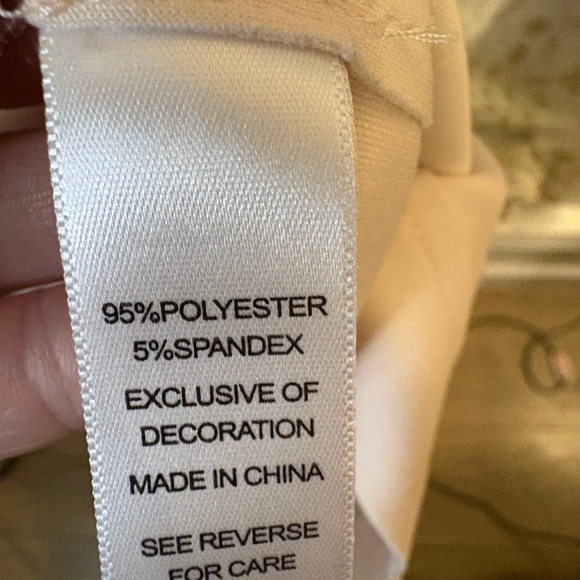 95%POLYESTER
5%SPANDEX
EXCLUSIVE OF
DECORATION
MADE IN CHINA
SEE REVERSE
FOR CARE